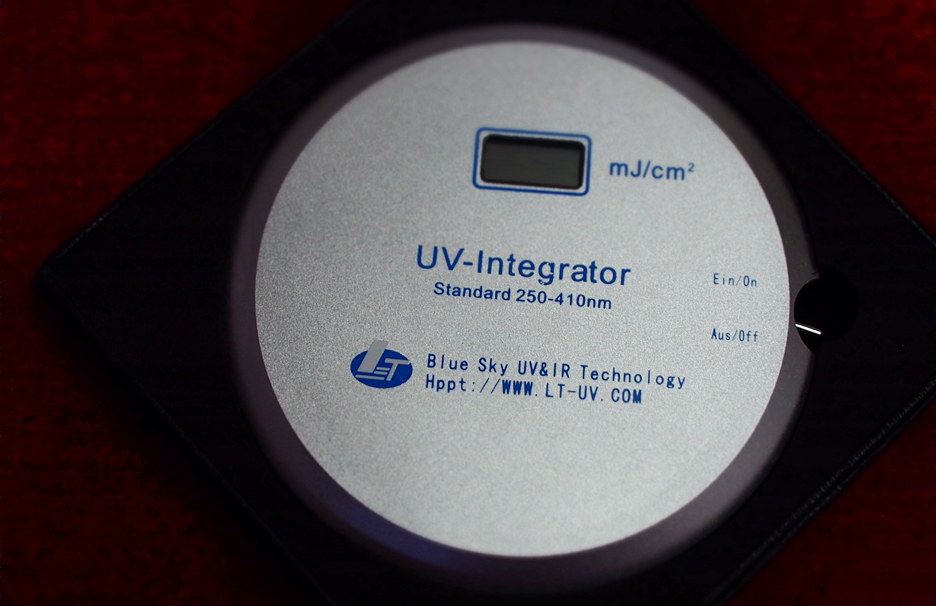 mJ/cm²
UV-Integrator
Standard 250-410nm
Ein/On
Aus/Off
LT
Blue Sky UV&IR Technology
Hppt://WWW.LT-UV.COM